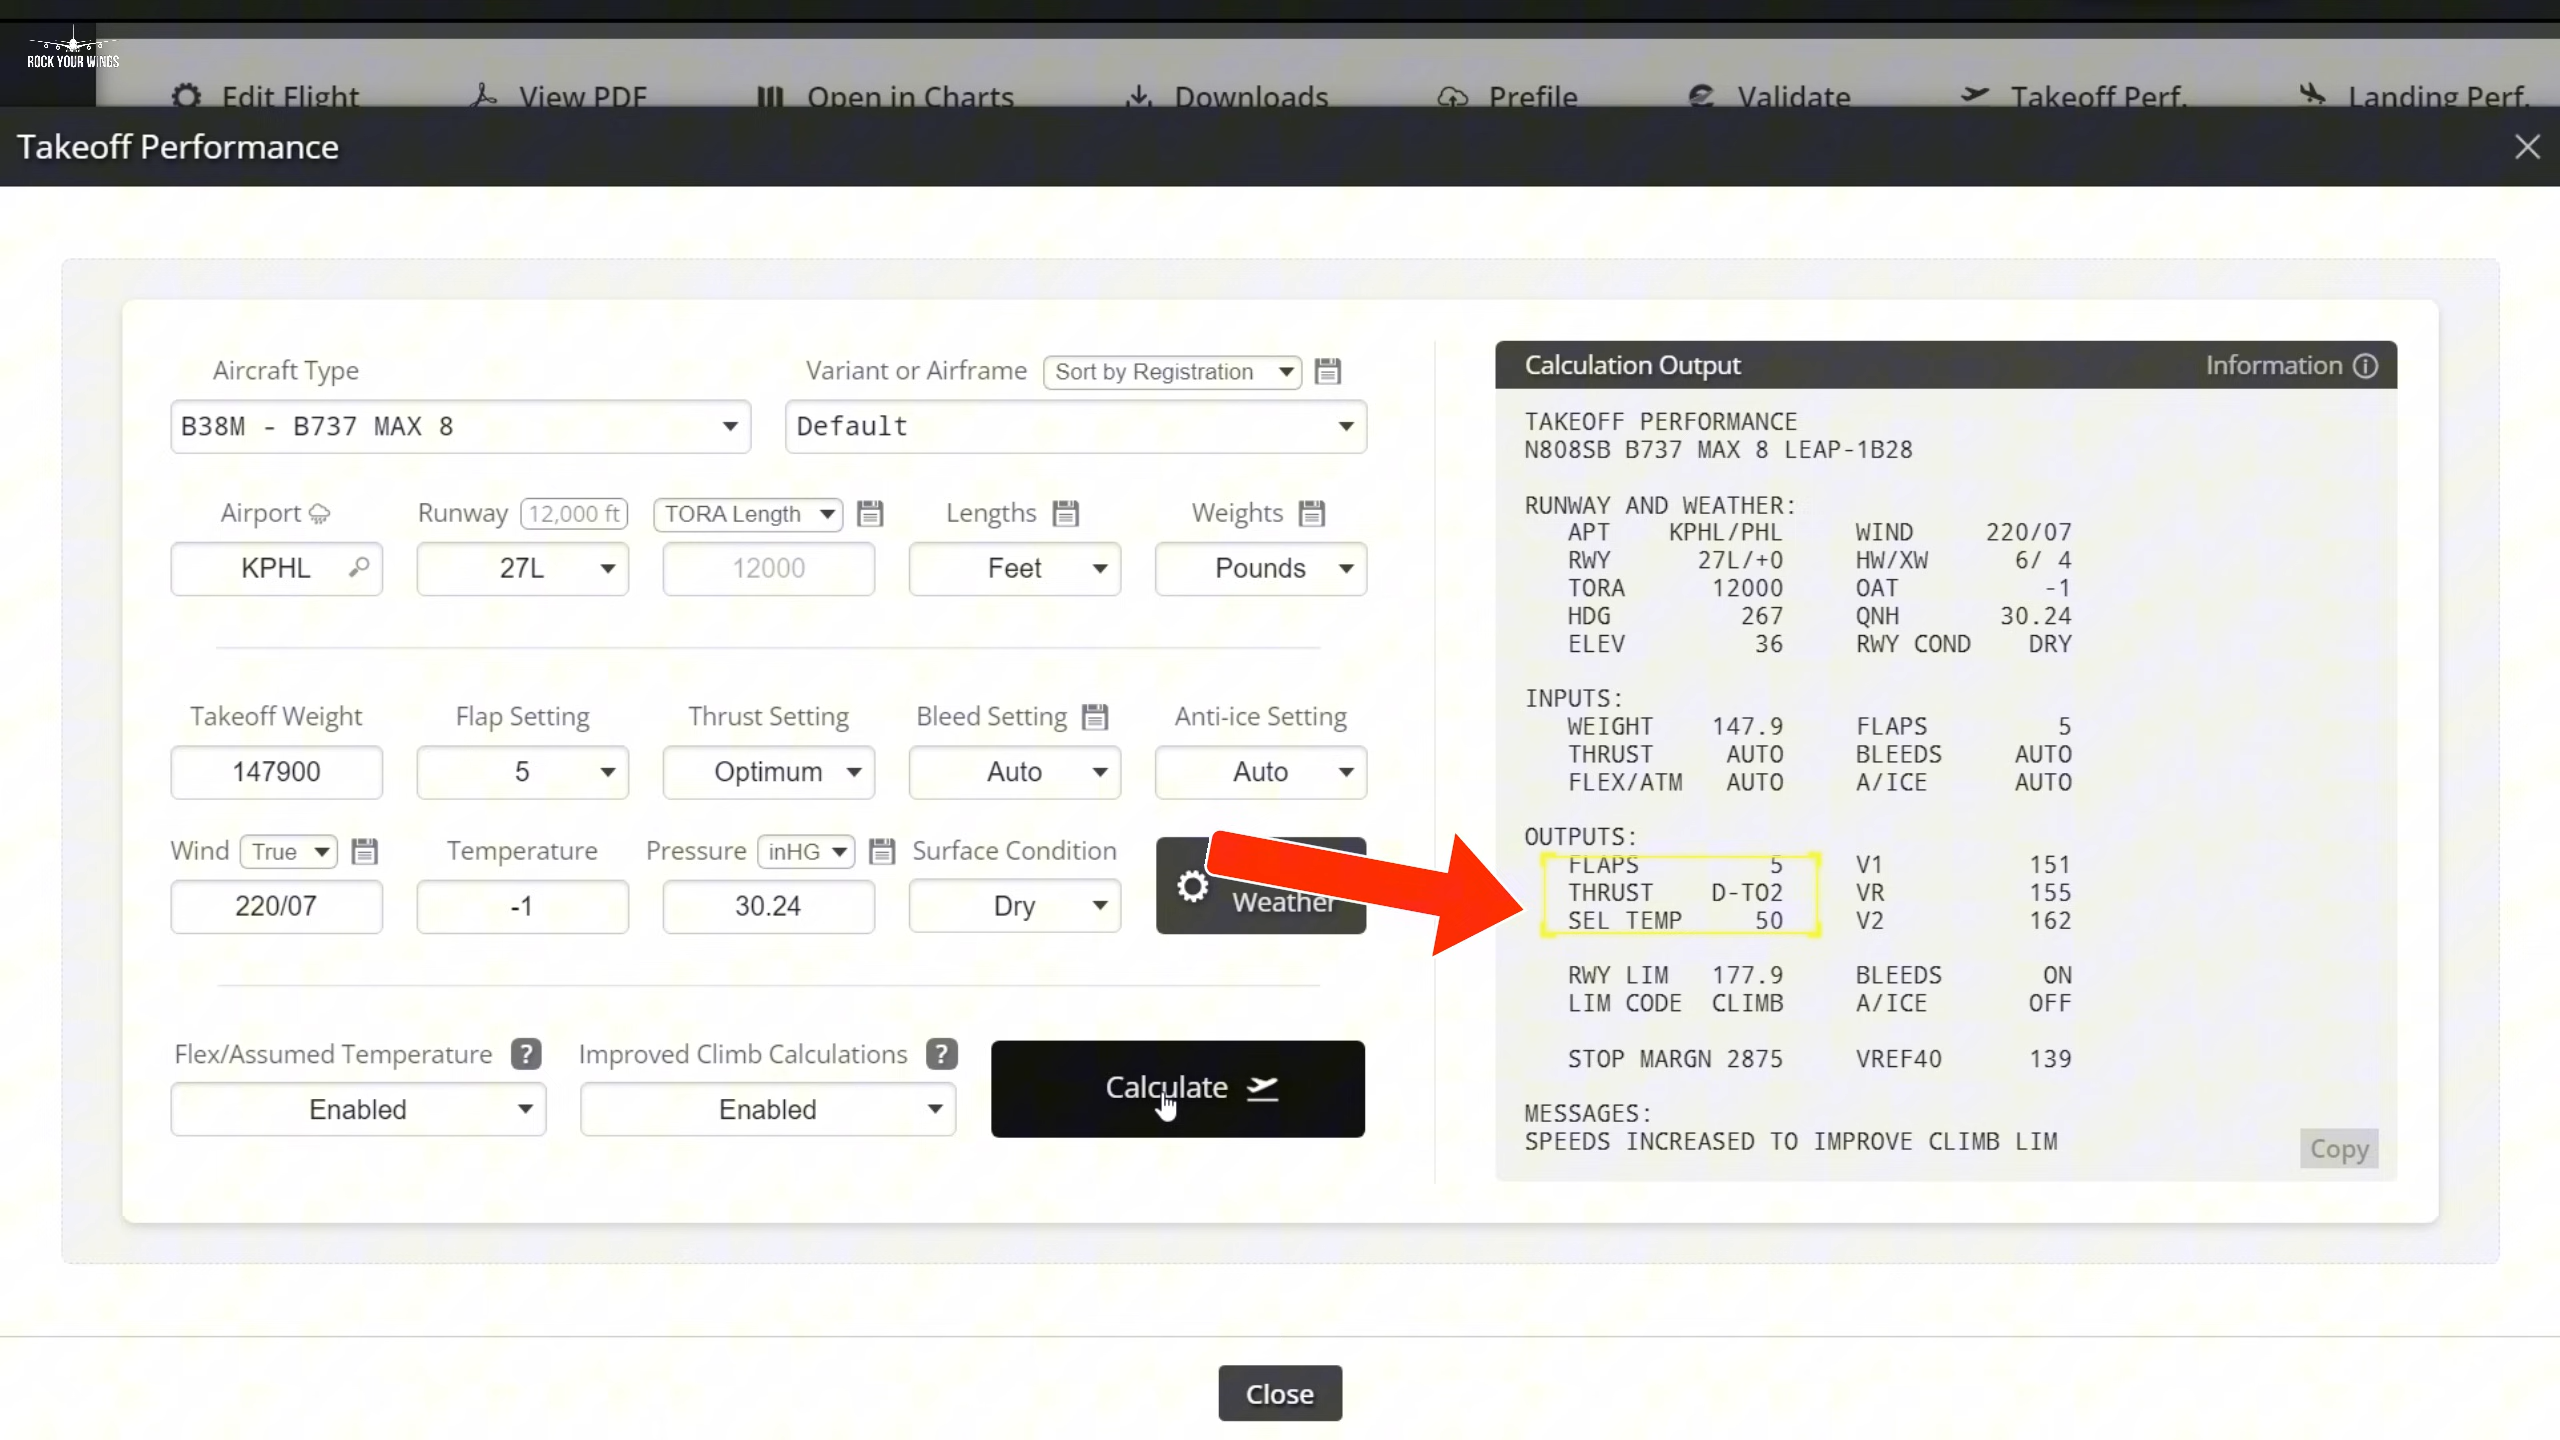 ROCK YOUR WINGS
Edit Flight View PDF Open in Charts Downloads Prefile Validate Takeoff Perf. Landing Perf.
Takeoff Performance
Aircraft Type
Variant or Airframe Sort by Registration
B38M - B737 MAX 8
Default
Airport Runway 12,000 ft TORA Length Lengths Weights
KPHL 27L 12000 Feet Pounds
Takeoff Weight Flap Setting Thrust Setting Bleed Setting Anti-ice Setting
147900 5 Optimum Auto Auto
Wind True Temperature Pressure inHG Surface Condition
220/07 -1 30.24 Dry Weather
Flex/Assumed Temperature ? Improved Climb Calculations ?
Enabled Enabled Calculate
Calculation Output Information
TAKEOFF PERFORMANCE
N808SB B737 MAX 8 LEAP-1B28
RUNWAY AND WEATHER:
APT KPHL/PHL WIND 220/07
RWY 27L/+0 HW/XW 6/ 4
TORA 12000 OAT -1
HDG 267 QNH 30.24
ELEV 36 RWY COND DRY
INPUTS:
WEIGHT 147.9 FLAPS 5
THRUST AUTO BLEEDS AUTO
FLEX/ATM AUTO A/ICE AUTO
OUTPUTS:
FLAPS 5 V1 151
THRUST D-TO2 VR 155
SEL TEMP 50 V2 162
RWY LIM 177.9 BLEEDS ON
LIM CODE CLIMB A/ICE OFF
STOP MARGN 2875 VREF40 139
MESSAGES:
SPEEDS INCREASED TO IMPROVE CLIMB LIM
Copy
Close